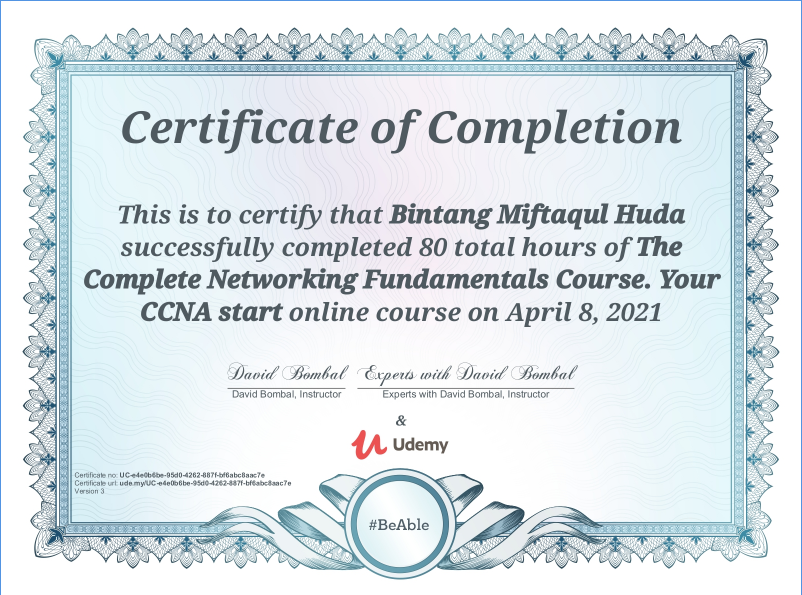 Certificate of Completion
This is to certify that Bintang Miftaqul Huda
successfully completed 80 total hours of The
Complete Networking Fundamentals Course. Your
CCNA start online course on April 8, 2021
David Bombal Experts with David Bombal
David Bombal, Instructor Experts with David Bombal, Instructor
&
Udemy
Certificate no: UC-e4e0b6be-95d0-4262-887f-bf6abc8aac7e
Certificate url: ude.my/UC-e4e0b6be-95d0-4262-887f-bf6abc8aac7e
Version 3
#BeAble